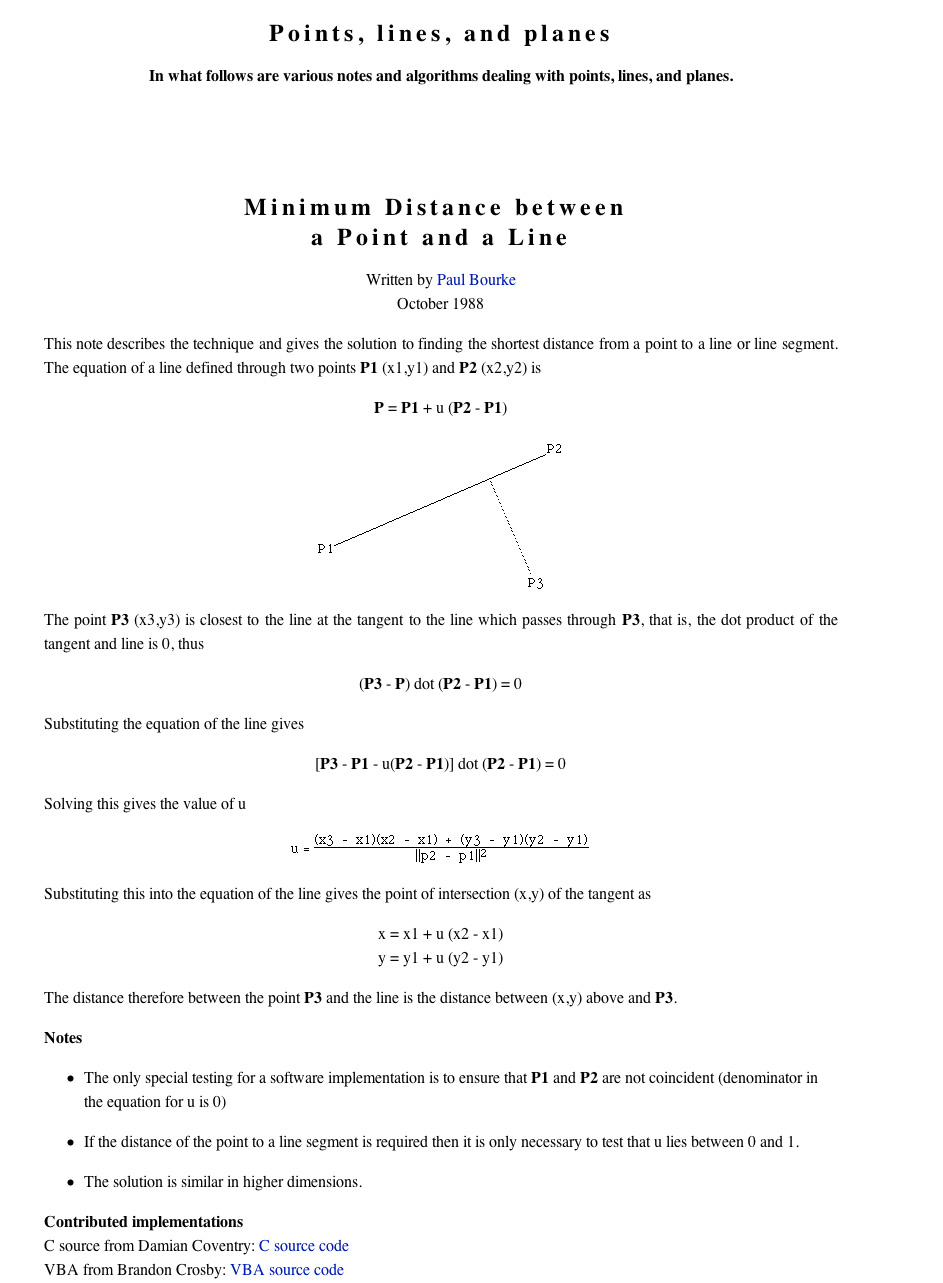 Points, lines, and planes
In what follows are various notes and algorithms dealing with points, lines, and planes.
Minimum Distance between
a Point and a Line
Written by Paul Bourke
October 1988
This note describes the technique and gives the solution to finding the shortest distance from a point to a line or line segment.
The equation of a line defined through two points P1 (x1,y1) and P2 (x2,y2) is
P = P1 + u (P2 - P1)
P2
P1
P3
The point P3 (x3,y3) is closest to the line at the tangent to the line which passes through P3, that is, the dot product of the
tangent and line is 0, thus
(P3 - P) dot (P2 - P1) = 0
Substituting the equation of the line gives
[P3 - P1 - u(P2 - P1)] dot (P2 - P1) = 0
Solving this gives the value of u
u = (x3 - x1)(x2 - x1) + (y3 - y1)(y2 - y1)
||p2 - p1||²
Substituting this into the equation of the line gives the point of intersection (x,y) of the tangent as
x = x1 + u (x2 - x1)
y = y1 + u (y2 - y1)
The distance therefore between the point P3 and the line is the distance between (x,y) above and P3.
Notes
• The only special testing for a software implementation is to ensure that P1 and P2 are not coincident (denominator in
the equation for u is 0)
• If the distance of the point to a line segment is required then it is only necessary to test that u lies between 0 and 1.
• The solution is similar in higher dimensions.
Contributed implementations
C source from Damian Coventry: C source code
VBA from Brandon Crosby: VBA source code